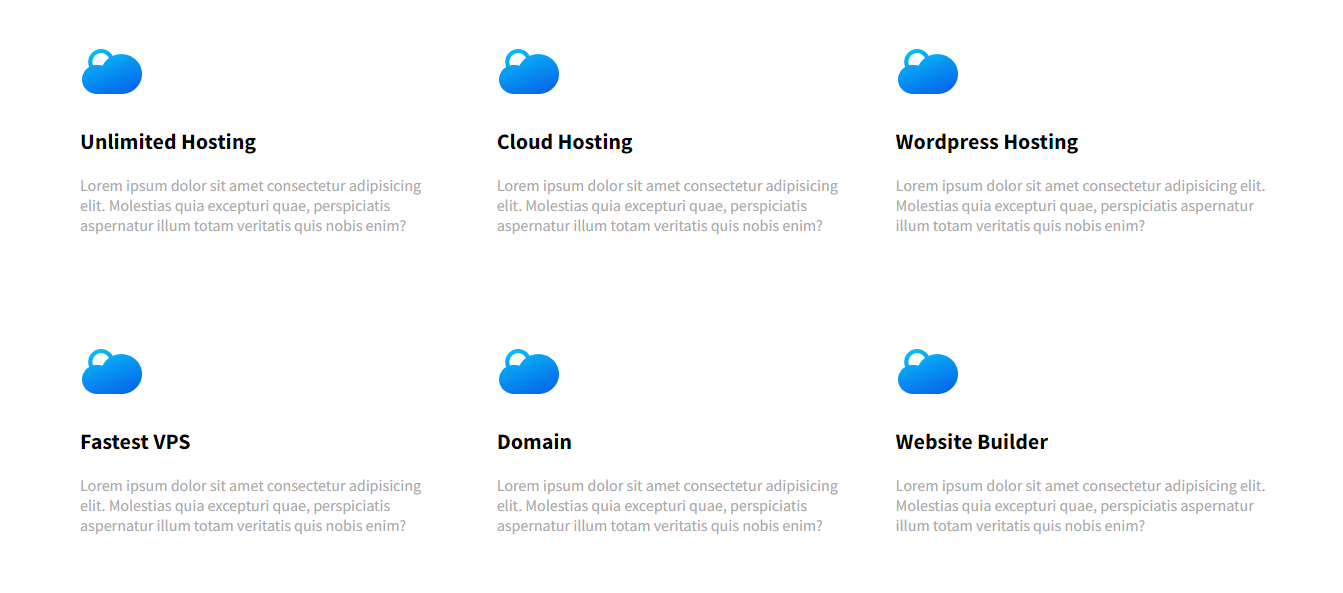 Unlimited Hosting
Lorem ipsum dolor sit amet consectetur adipisicing
elit. Molestias quia excepturi quae, perspiciatis
aspernatur illum totam veritatis quis nobis enim?
Cloud Hosting
Lorem ipsum dolor sit amet consectetur adipisicing
elit. Molestias quia excepturi quae, perspiciatis
aspernatur illum totam veritatis quis nobis enim?
Wordpress Hosting
Lorem ipsum dolor sit amet consectetur adipisicing elit.
Molestias quia excepturi quae, perspiciatis aspernatur
illum totam veritatis quis nobis enim?
Fastest VPS
Lorem ipsum dolor sit amet consectetur adipisicing
elit. Molestias quia excepturi quae, perspiciatis
aspernatur illum totam veritatis quis nobis enim?
Domain
Lorem ipsum dolor sit amet consectetur adipisicing
elit. Molestias quia excepturi quae, perspiciatis
aspernatur illum totam veritatis quis nobis enim?
Website Builder
Lorem ipsum dolor sit amet consectetur adipisicing elit.
Molestias quia excepturi quae, perspiciatis aspernatur
illum totam veritatis quis nobis enim?